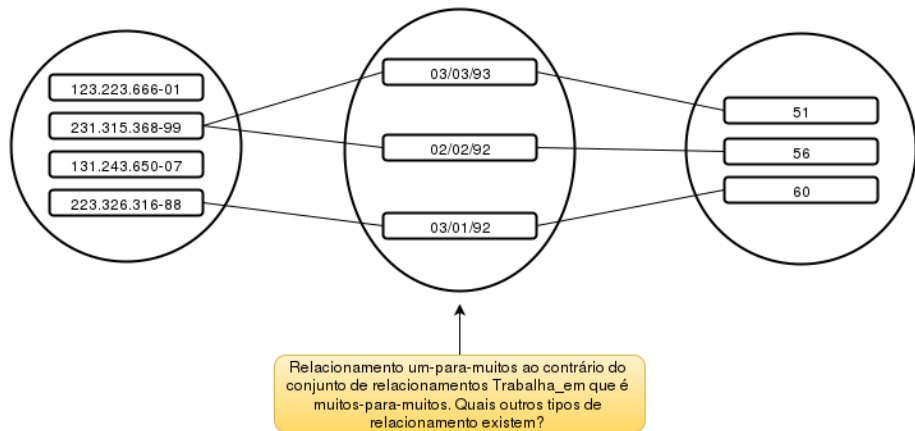 123.223.666-01
231.315.368-99
131.243.650-07
223.326.316-88
03/03/93
02/02/92
03/01/92
51
56
60
Relacionamento um-para-muitos ao contrário do
conjunto de relacionamentos Trabalha_em que é
muitos-para-muitos. Quais outros tipos de
relacionamento existem?